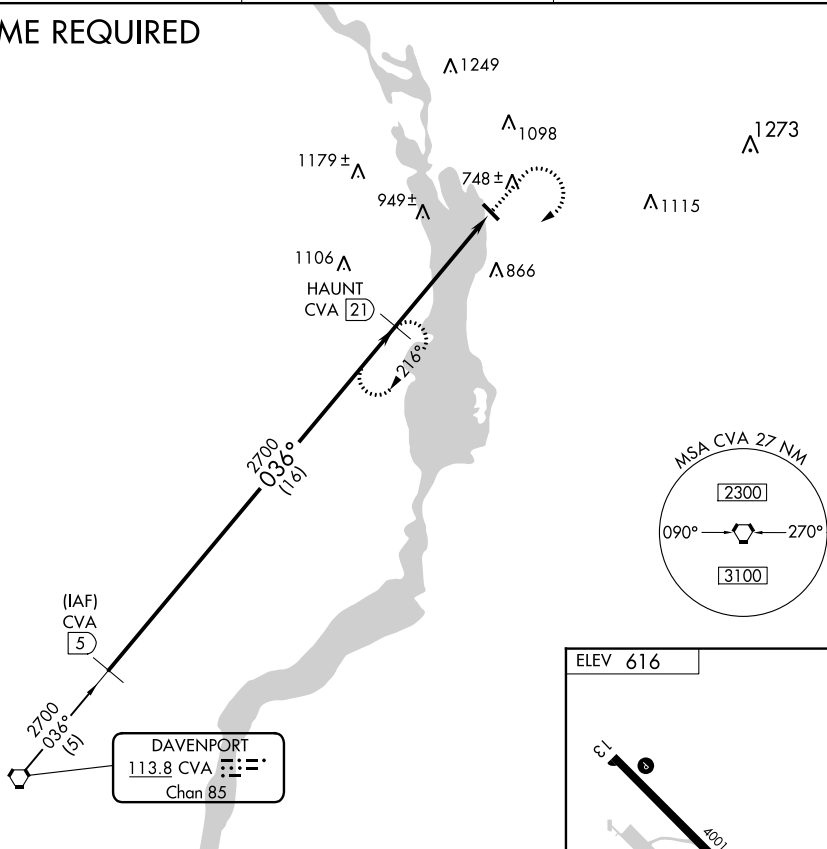 ME REQUIRED
1249
1098
1273
1179 ±
748 ±
949 ±
1115
1106
866
HAUNT
CVA 21
216°
2700
036°
(16)
MSA CVA 27 NM
2300
090°
270°
3100
(IAF)
CVA
5
ELEV 616
2700
036°
(5)
DAVENPORT
113.8 CVA
Chan 85
13
P
4001